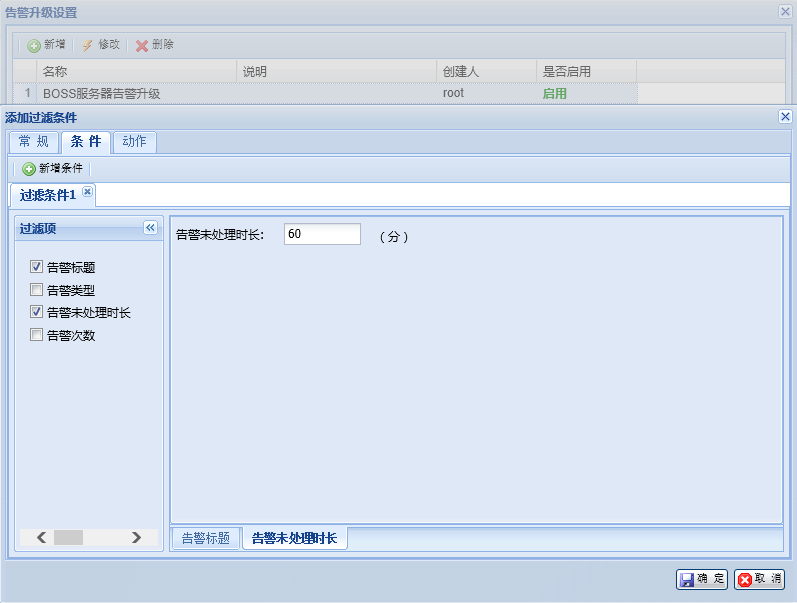 告警升级设置
新增 修改 删除
名称 说明 创建人 是否启用
1 BOSS服务器告警升级 root 启用
添加过滤条件
常 规 条 件 动作
新增条件
过滤条件1
过滤项
告警未处理时长: 60 (分)
告警标题
告警类型
告警未处理时长
告警次数
告警标题 告警未处理时长
确 定 取 消